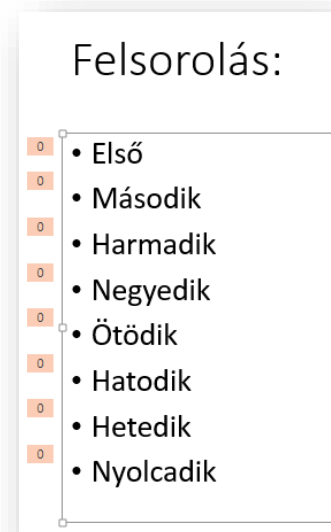 Felsorolás:
0
• Első
0
• Második
0
• Harmadik
0
• Negyedik
0
• Ötödik
0
• Hatodik
0
• Hetedik
0
• Nyolcadik